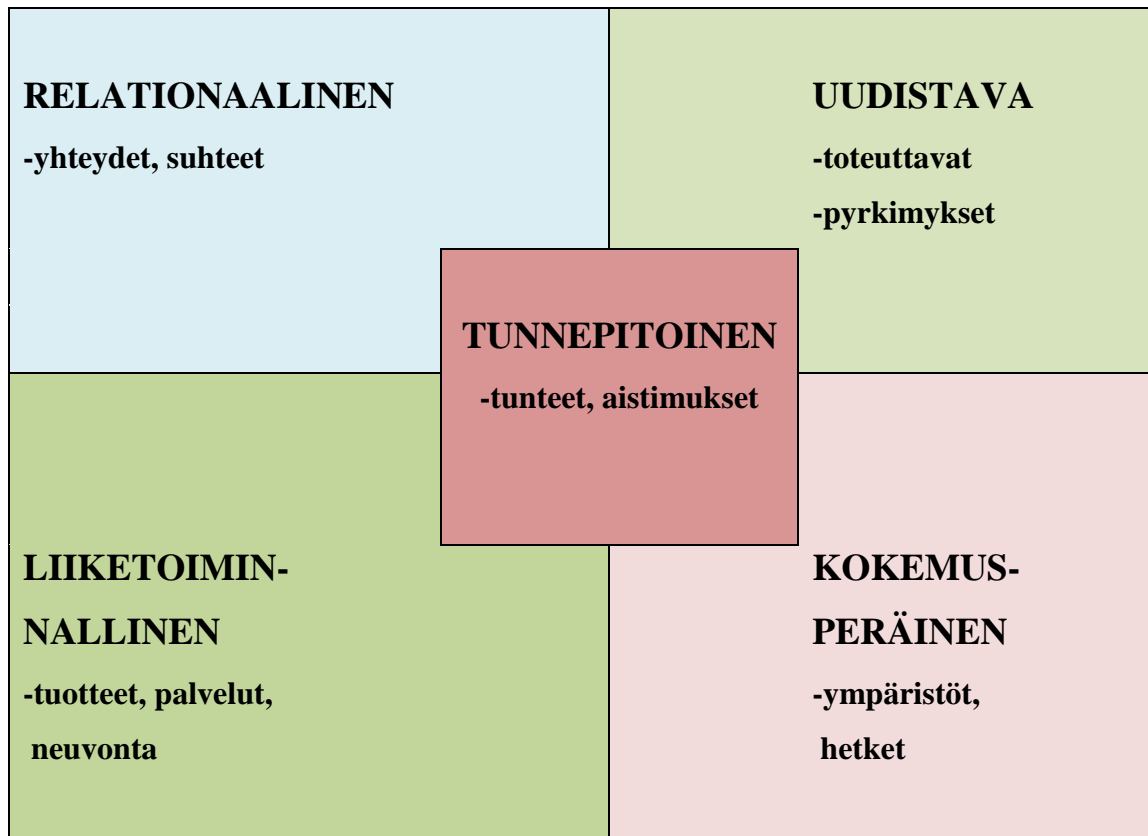 RELATIONAALINEN
-yhteydet, suhteet
UUDISTAVA
-toteuttavat
-pyrkimykset
TUNNEPITOINEN
-tunteet, aistimukset
LIIKETOIMIN-
NALLINEN
-tuotteet, palvelut,
neuvonta
KOKEMUS-
PERÄINEN
-ympäristöt,
hetket